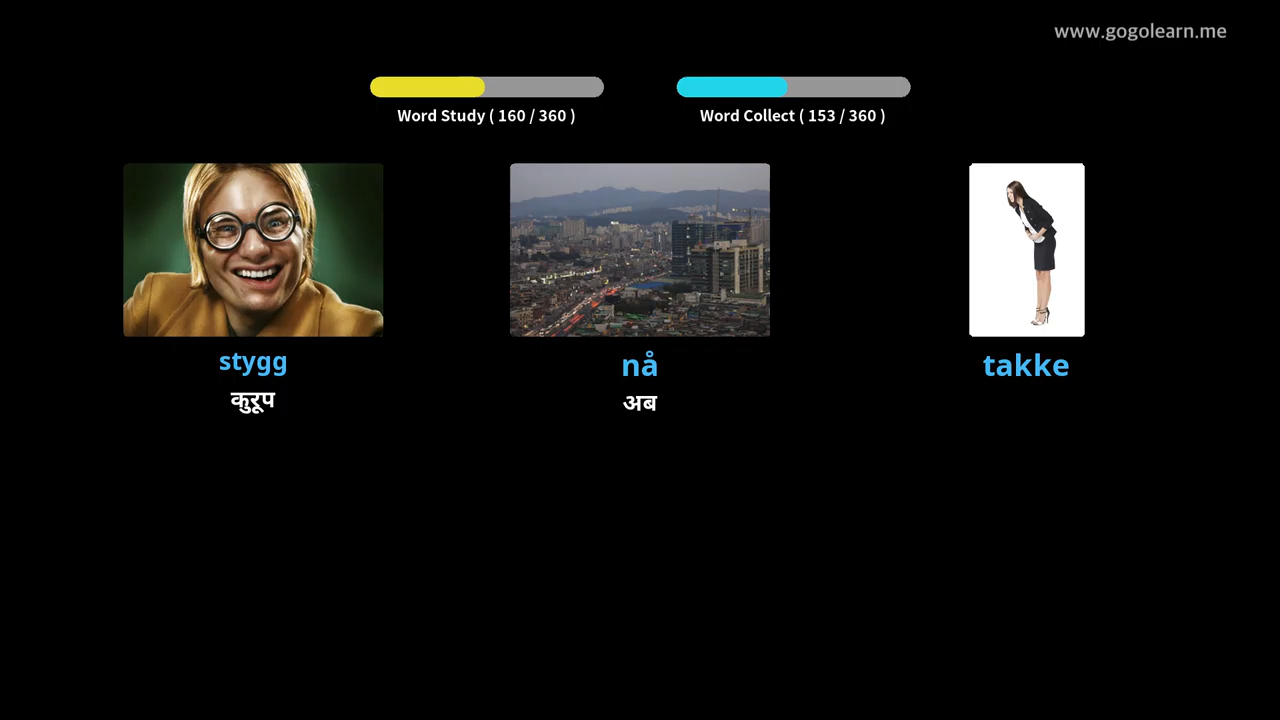 www.gogolearn.me
Word Study ( 160 / 360 )
Word Collect ( 153 / 360 )
stygg
nå
takke
कुरूप
अब